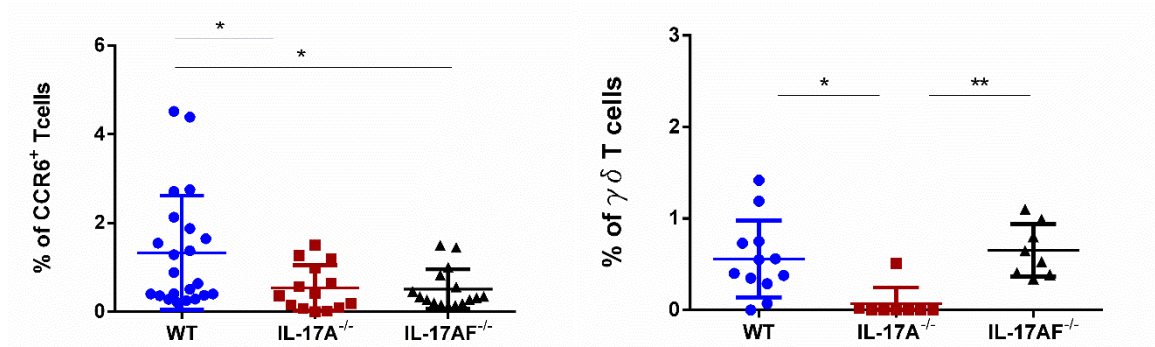 *
*
6
4
2
0
% of CCR6⁺ Tcells
WT
IL-17A⁻/⁻
IL-17AF⁻/⁻
*
**
3
2
1
0
% of γ δ T cells
WT
IL-17A⁻/⁻
IL-17AF⁻/⁻